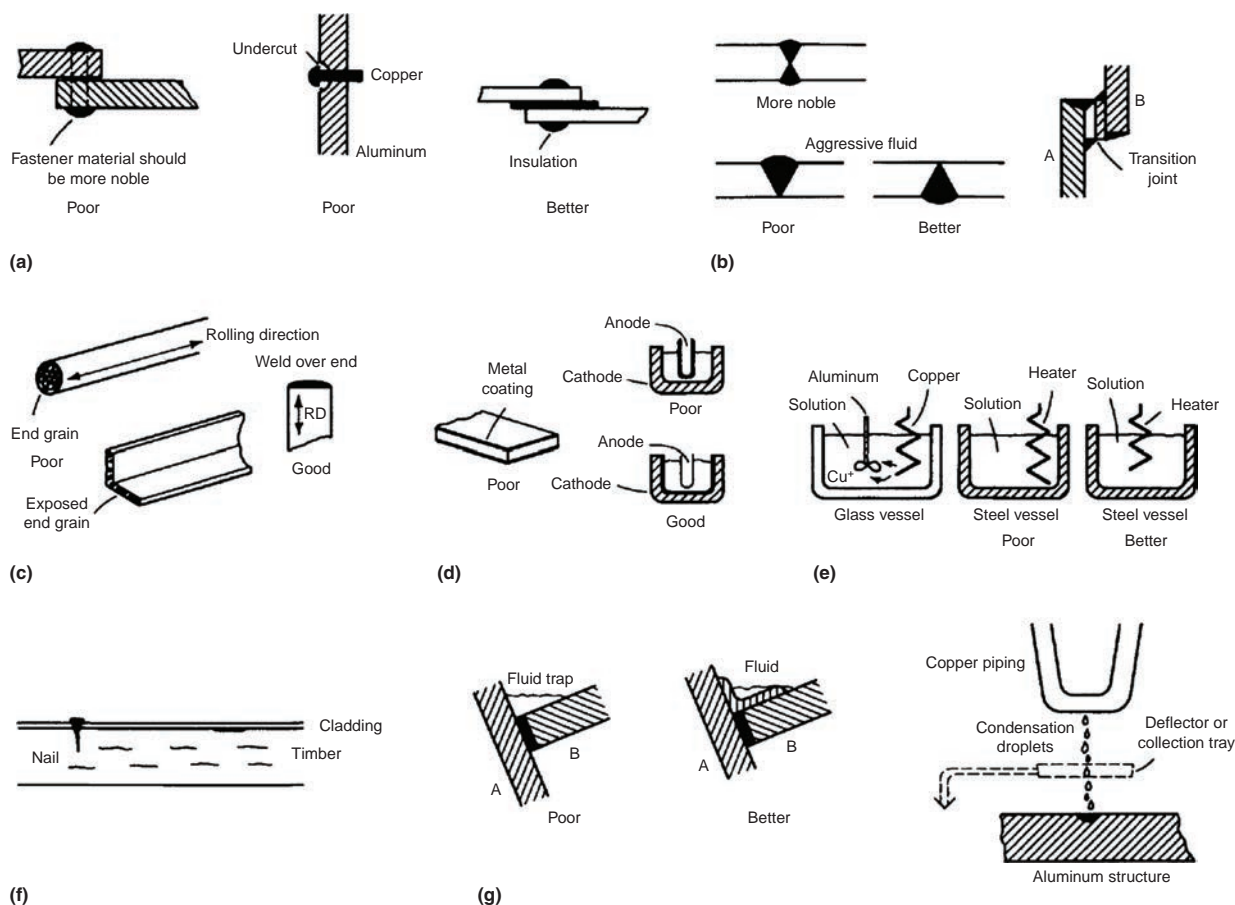 Fastener material should
be more noble
Poor
Undercut
Copper
Aluminum
Poor
Insulation
Better
(a)
More noble
Aggressive fluid
Poor
Better
A
B
Transition
joint
(b)
Rolling direction
End grain
Poor
Exposed
end grain
Weld over end
RD
Good
(c)
Metal
coating
Poor
Anode
Cathode
Poor
Anode
Cathode
Good
(d)
Aluminum
Solution
Copper
Cu+
Glass vessel
Heater
Solution
Steel vessel
Poor
Solution
Heater
Steel vessel
Better
(e)
Nail
Cladding
Timber
(f)
Fluid trap
A
B
Poor
Fluid
A
B
Better
Copper piping
Condensation
droplets
Deflector or
collection tray
Aluminum structure
(g)